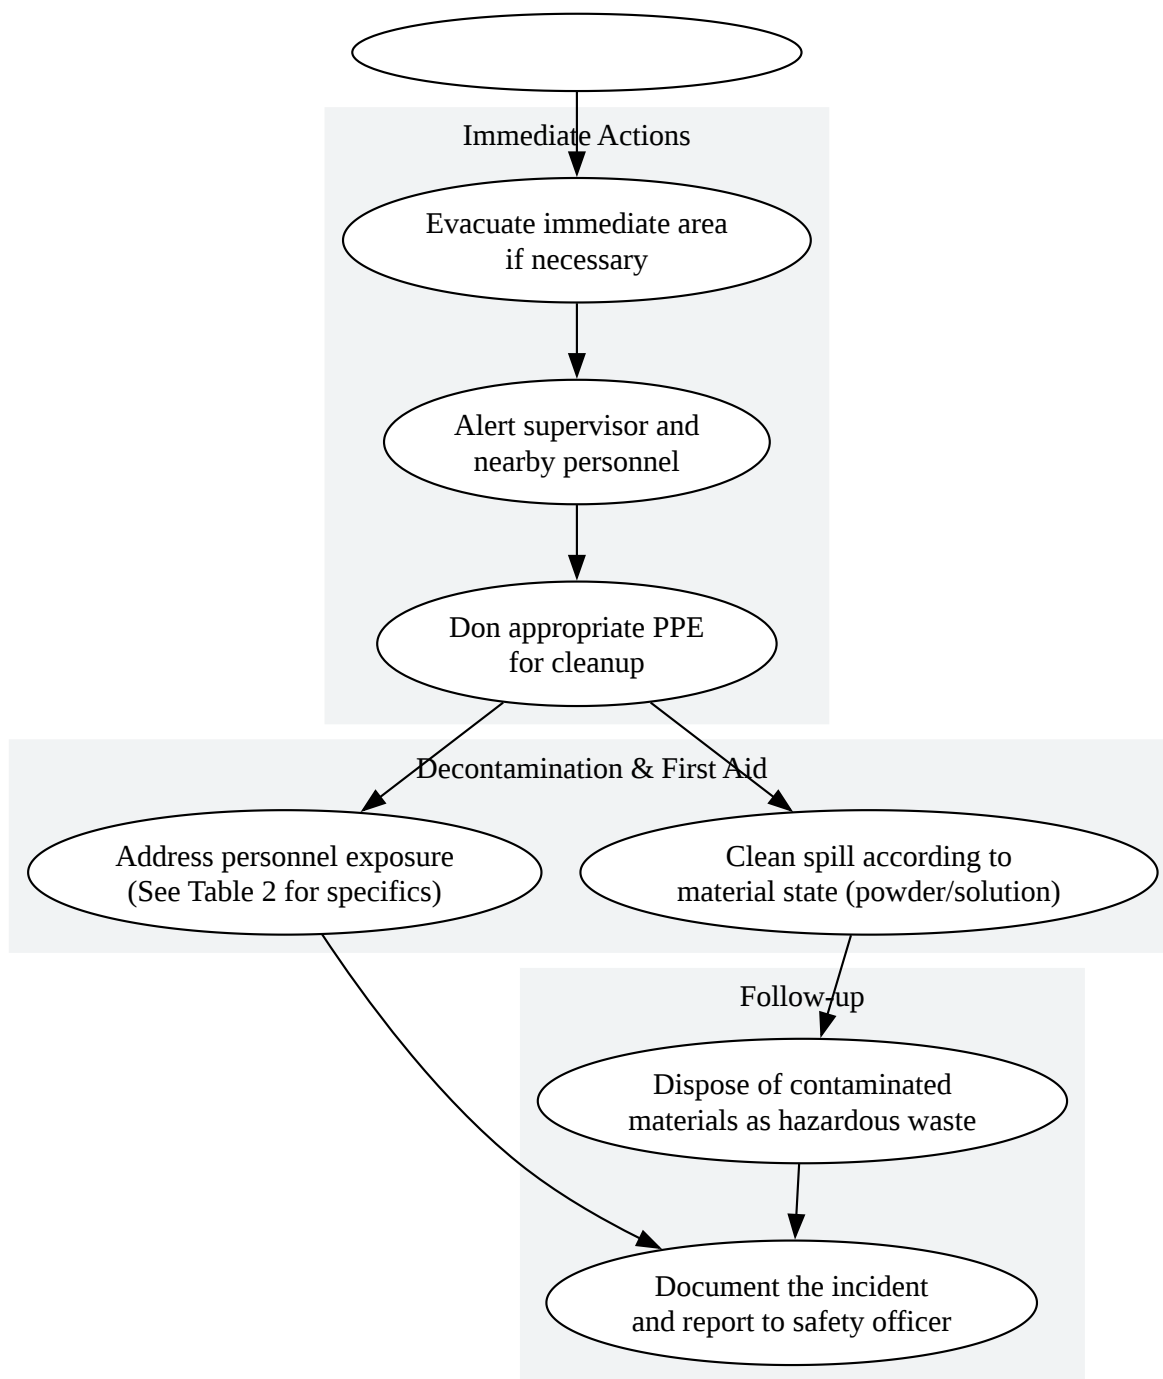 Immediate Actions
Evacuate immediate area
if necessary
Alert supervisor and
nearby personnel
Don appropriate PPE
for cleanup
Decontamination & First Aid
Address personnel exposure
(See Table 2 for specifics)
Clean spill according to
material state (powder/solution)
Follow-up
Dispose of contaminated
materials as hazardous waste
Document the incident
and report to safety officer